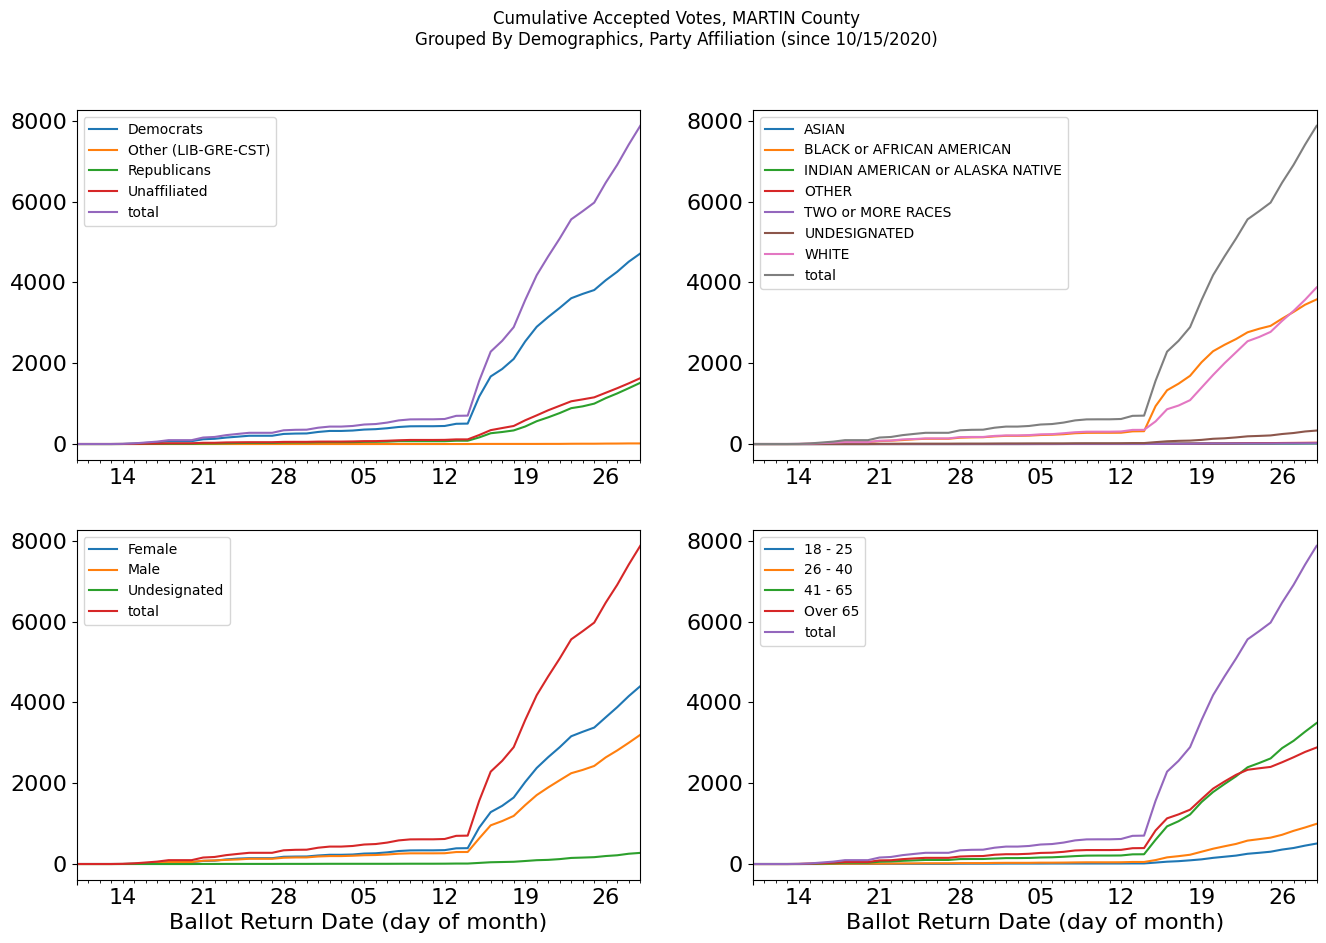 Cumulative Accepted Votes, MARTIN County
Grouped By Demographics, Party Affiliation (since 10/15/2020)
8000
6000
4000
2000
0
Democrats
Other (LIB-GRE-CST)
Republicans
Unaffiliated
total
14 21 28 05 12 19 26
8000
6000
4000
2000
0
ASIAN
BLACK or AFRICAN AMERICAN
INDIAN AMERICAN or ALASKA NATIVE
OTHER
TWO or MORE RACES
UNDESIGNATED
WHITE
total
14 21 28 05 12 19 26
8000
6000
4000
2000
0
Female
Male
Undesignated
total
14 21 28 05 12 19 26
Ballot Return Date (day of month)
8000
6000
4000
2000
0
18 - 25
26 - 40
41 - 65
Over 65
total
14 21 28 05 12 19 26
Ballot Return Date (day of month)